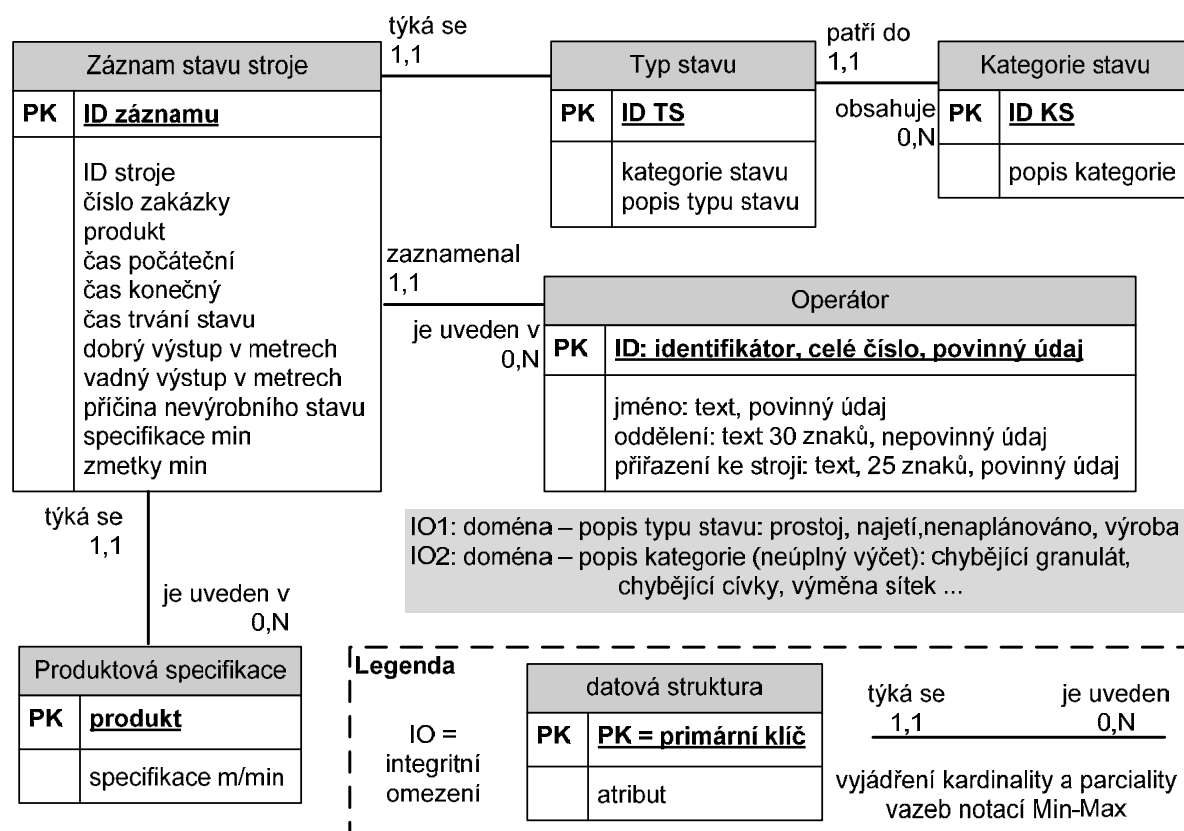 týká se
1,1
Záznam stavu stroje
PK ID záznamu
ID stroje
číslo zakázky
produkt
čas počáteční
čas konečný
čas trvání stavu
dobrý výstup v metrech
vadný výstup v metrech
příčina nevýrobního stavu
specifikace min
zmetky min
Typ stavu
PK ID TS
kategorie stavu
popis typu stavu
patří do
1,1
obsahuje
0,N
Kategorie stavu
PK ID KS
popis kategorie
zaznamenal
1,1
je uveden v
0,N
Operátor
PK ID: identifikátor, celé číslo, povinný údaj
jméno: text, povinný údaj
oddělení: text 30 znaků, nepovinný údaj
přiřazení ke stroji: text, 25 znaků, povinný údaj
IO1: doména – popis typu stavu: prostoj, najetí,nenaplánováno, výroba
IO2: doména – popis kategorie (neúplný výčet): chybějící granulát,
chybějící cívky, výměna sítek ...
týká se
1,1
je uveden v
0,N
Produktová specifikace
PK produkt
specifikace m/min
Legenda
IO =
integritní
omezení
datová struktura
PK PK = primární klíč
atribut
týká se je uveden
1,1 0,N
vyjádření kardinality a parciality
vazeb notací Min-Max